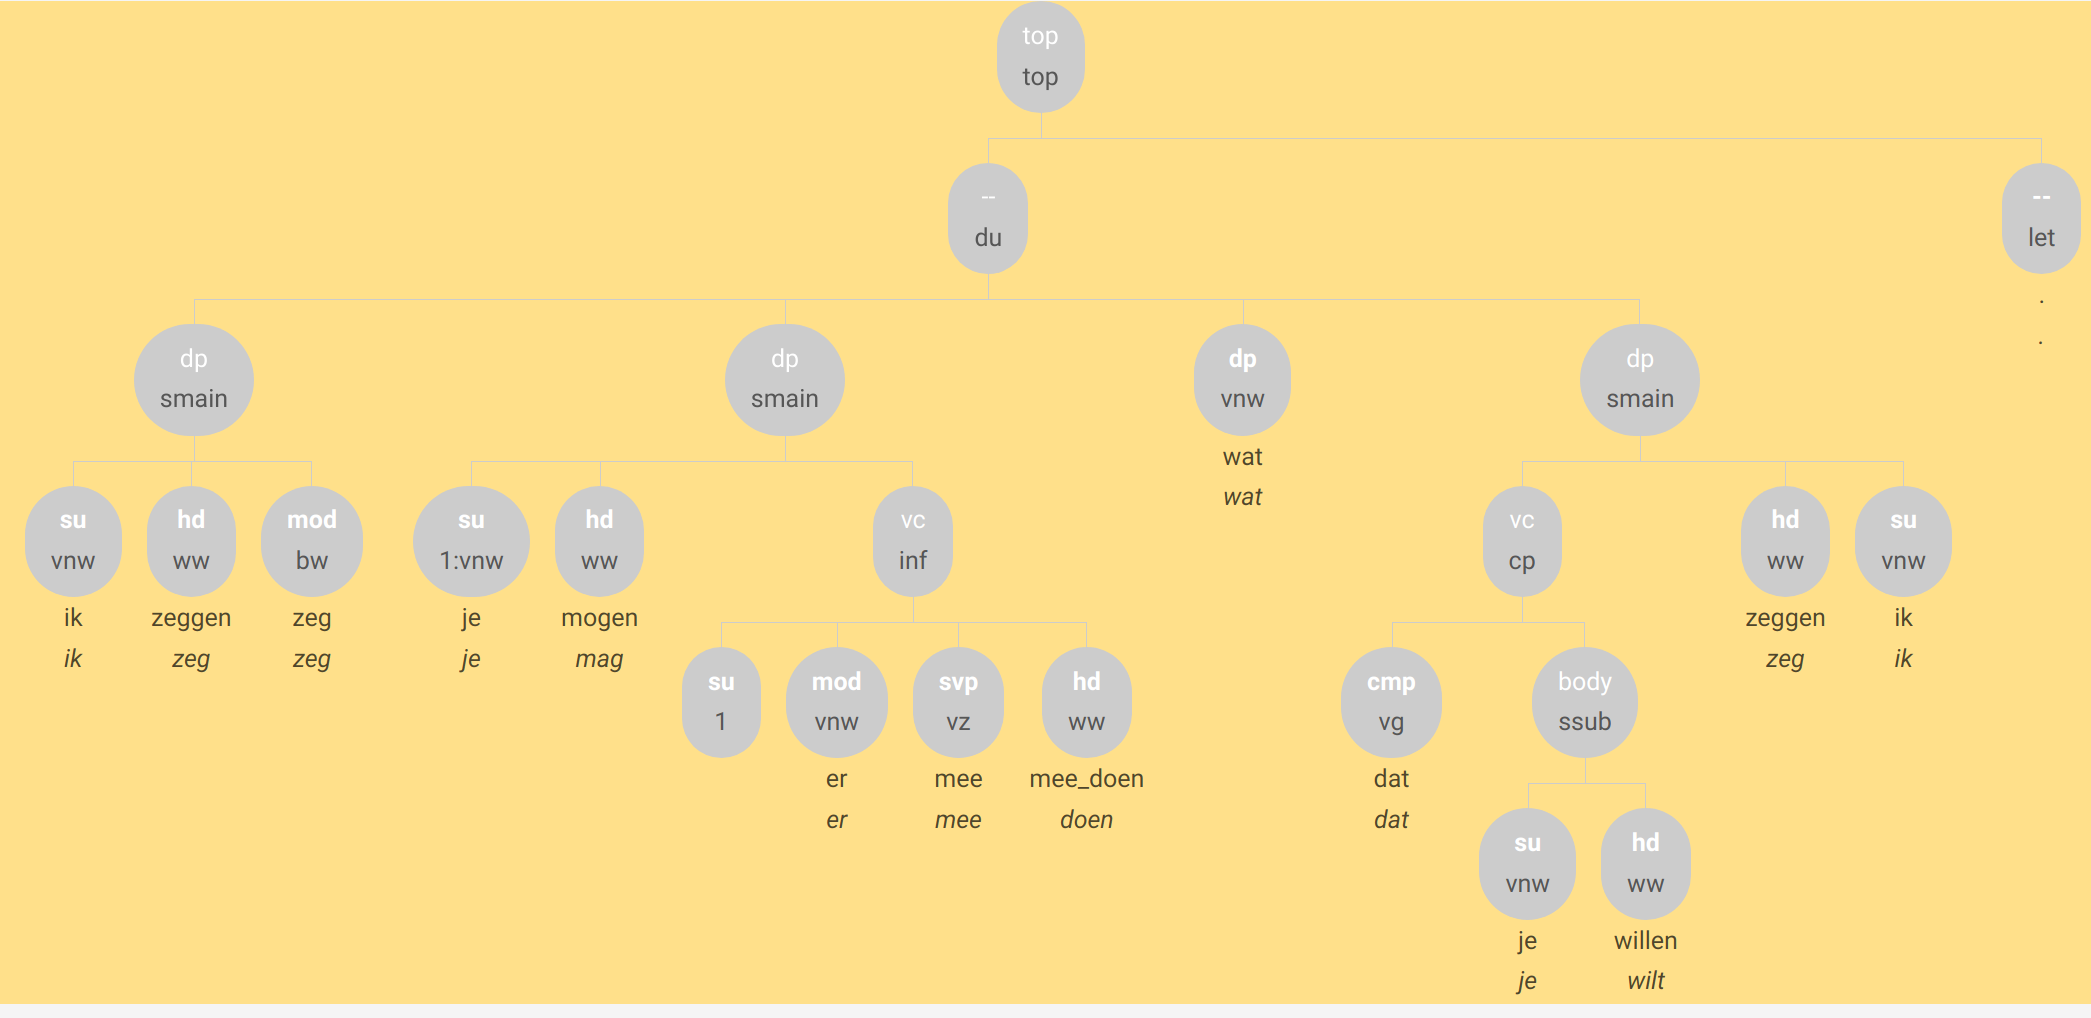 top
top
--
du
--
let
.
.
dp
smain
dp
smain
dp
vnw
wat
wat
dp
smain
su
vnw
ik
ik
hd
ww
zeggen
zeg
mod
bw
zeg
zeg
su
1:vnw
je
je
hd
ww
mogen
mag
vc
inf
vc
cp
hd
ww
zeggen
zeg
su
vnw
ik
ik
su
1
mod
vnw
er
er
svp
vz
mee
mee
hd
ww
mee_doen
doen
cmp
vg
dat
dat
body
ssub
su
vnw
je
je
hd
ww
willen
wilt